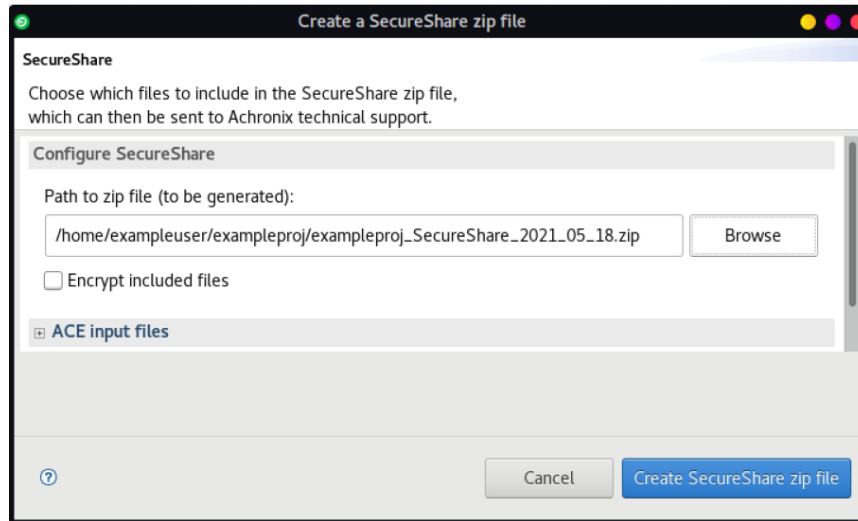 Create a SecureShare zip file
SecureShare
Choose which files to include in the SecureShare zip file,
which can then be sent to Achronix technical support.
Configure SecureShare
Path to zip file (to be generated):
/home/exampleuser/exampleproj/exampleproj_SecureShare_2021_05_18.zip
Browse
Encrypt included files
ACE input files
Cancel
Create SecureShare zip file